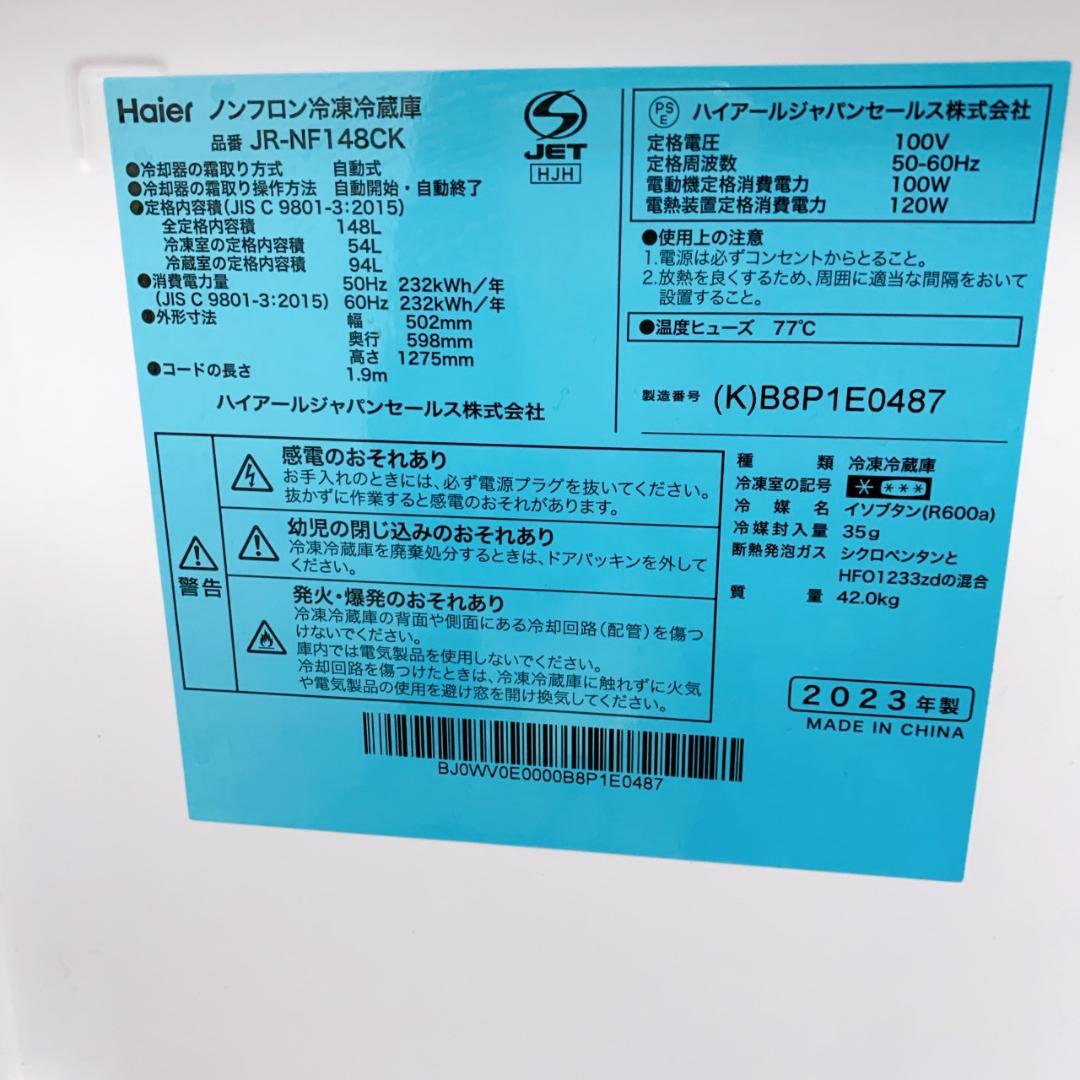 Haier ノンフロン冷凍冷蔵庫
品番 JR-NF148CK
●冷却器の霜取り方式 自動式
●冷却器の霜取り操作方法 自動開始・自動終了
●定格内容積(JIS C 9801-3:2015)
全定格内容積 148L
冷凍室の定格内容積 54L
冷蔵室の定格内容積 94L
●消費電力量 50Hz 232kWh/年
(JIS C 9801-3:2015) 60Hz 232kWh/年
●外形寸法 幅 502mm
奥行 598mm
高さ 1275mm
●コードの長さ 1.9m
ハイアールジャパンセールス株式会社
JET
HJH
PSE ハイアールジャパンセールス株式会社
定格電圧 100V
定格周波数 50-60Hz
電動機定格消費電力 100W
電熱装置定格消費電力 120W
●使用上の注意
1.電源は必ずコンセントからとること。
2.放熱を良くするため、周囲に適当な間隔をおいて
設置すること。
●温度ヒューズ 77℃
製造番号 (K)B8P1E0487
警告
感電のおそれあり
お手入れのときには、必ず電源プラグを抜いてください。
抜かずに作業すると感電のおそれがあります。
幼児の閉じ込みのおそれあり
冷凍冷蔵庫を廃棄処分するときは、ドアパッキンを外して
ください。
発火・爆発のおそれあり
冷凍冷蔵庫の背面や側面にある冷却回路(配管)を傷つ
けないでください。
庫内では電気製品を使用しないでください。
冷却回路を傷つけたときは、冷凍冷蔵庫に触れずに火気
や電気製品の使用を避け窓を開け換気してください。
種類 冷凍冷蔵庫
冷凍室の記号 * ***
冷媒名 イソブタン(R600a)
冷媒封入量 35g
断熱発泡ガス シクロペンタンと
HFO1233zdの混合
質量 42.0kg
2023年製
MADE IN CHINA
BJ0WV0E0000B8P1E0487